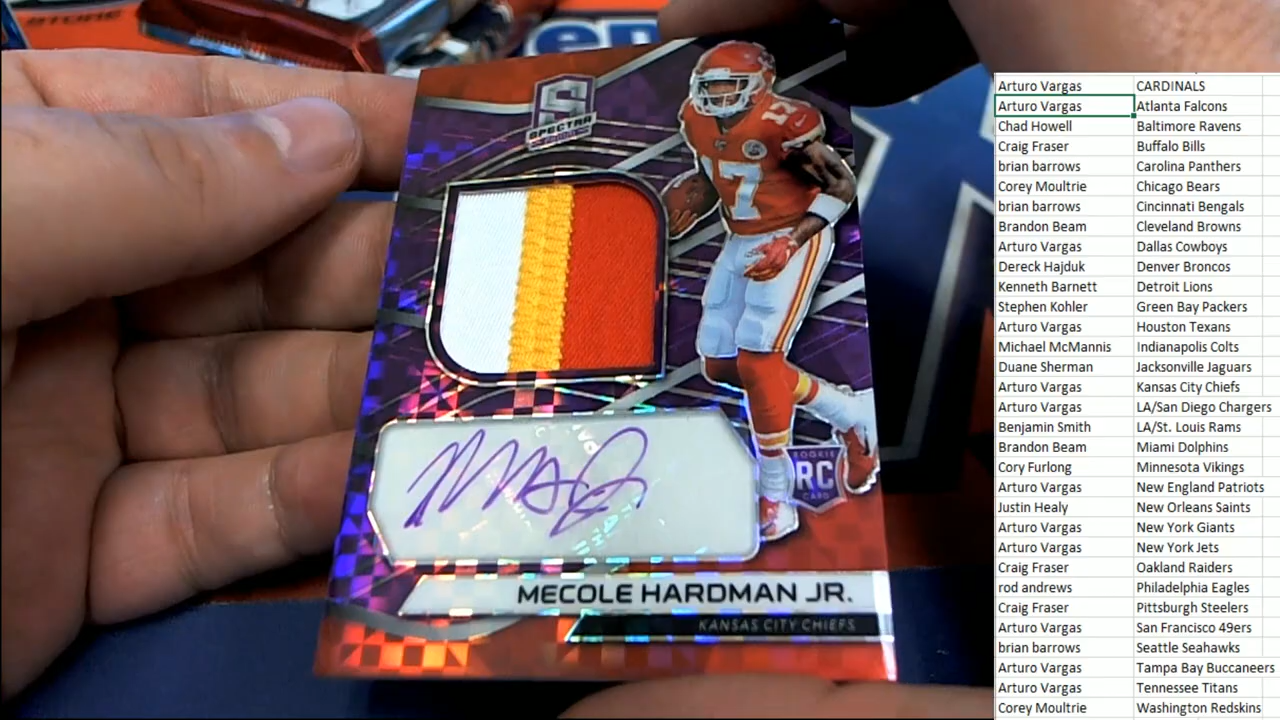 STORE
en
S
SPECTRA
17
17
ROOKIE
RC
CARD
MECOLE HARDMAN JR.
KANSAS CITY CHIEFS
Arturo Vargas CARDINALS
Arturo Vargas Atlanta Falcons
Chad Howell Baltimore Ravens
Craig Fraser Buffalo Bills
brian barrows Carolina Panthers
Corey Moultrie Chicago Bears
brian barrows Cincinnati Bengals
Brandon Beam Cleveland Browns
Arturo Vargas Dallas Cowboys
Dereck Hajduk Denver Broncos
Kenneth Barnett Detroit Lions
Stephen Kohler Green Bay Packers
Arturo Vargas Houston Texans
Michael McMannis Indianapolis Colts
Duane Sherman Jacksonville Jaguars
Arturo Vargas Kansas City Chiefs
Arturo Vargas LA/San Diego Chargers
Benjamin Smith LA/St. Louis Rams
Brandon Beam Miami Dolphins
Cory Furlong Minnesota Vikings
Arturo Vargas New England Patriots
Justin Healy New Orleans Saints
Arturo Vargas New York Giants
Arturo Vargas New York Jets
Craig Fraser Oakland Raiders
rod andrews Philadelphia Eagles
Craig Fraser Pittsburgh Steelers
Arturo Vargas San Francisco 49ers
brian barrows Seattle Seahawks
Arturo Vargas Tampa Bay Buccaneers
Arturo Vargas Tennessee Titans
Corey Moultrie Washington Redskins